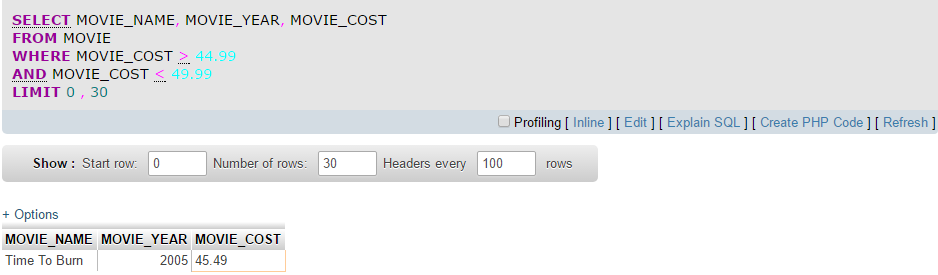 SELECT MOVIE_NAME, MOVIE_YEAR, MOVIE_COST
FROM MOVIE
WHERE MOVIE_COST > 44.99
AND MOVIE_COST < 49.99
LIMIT 0 , 30
Profiling [ Inline ] [ Edit ] [ Explain SQL ] [ Create PHP Code ] [ Refresh ]
Show : Start row: 0 Number of rows: 30 Headers every 100 rows
+ Options
MOVIE_NAME MOVIE_YEAR MOVIE_COST
Time To Burn 2005 45.49